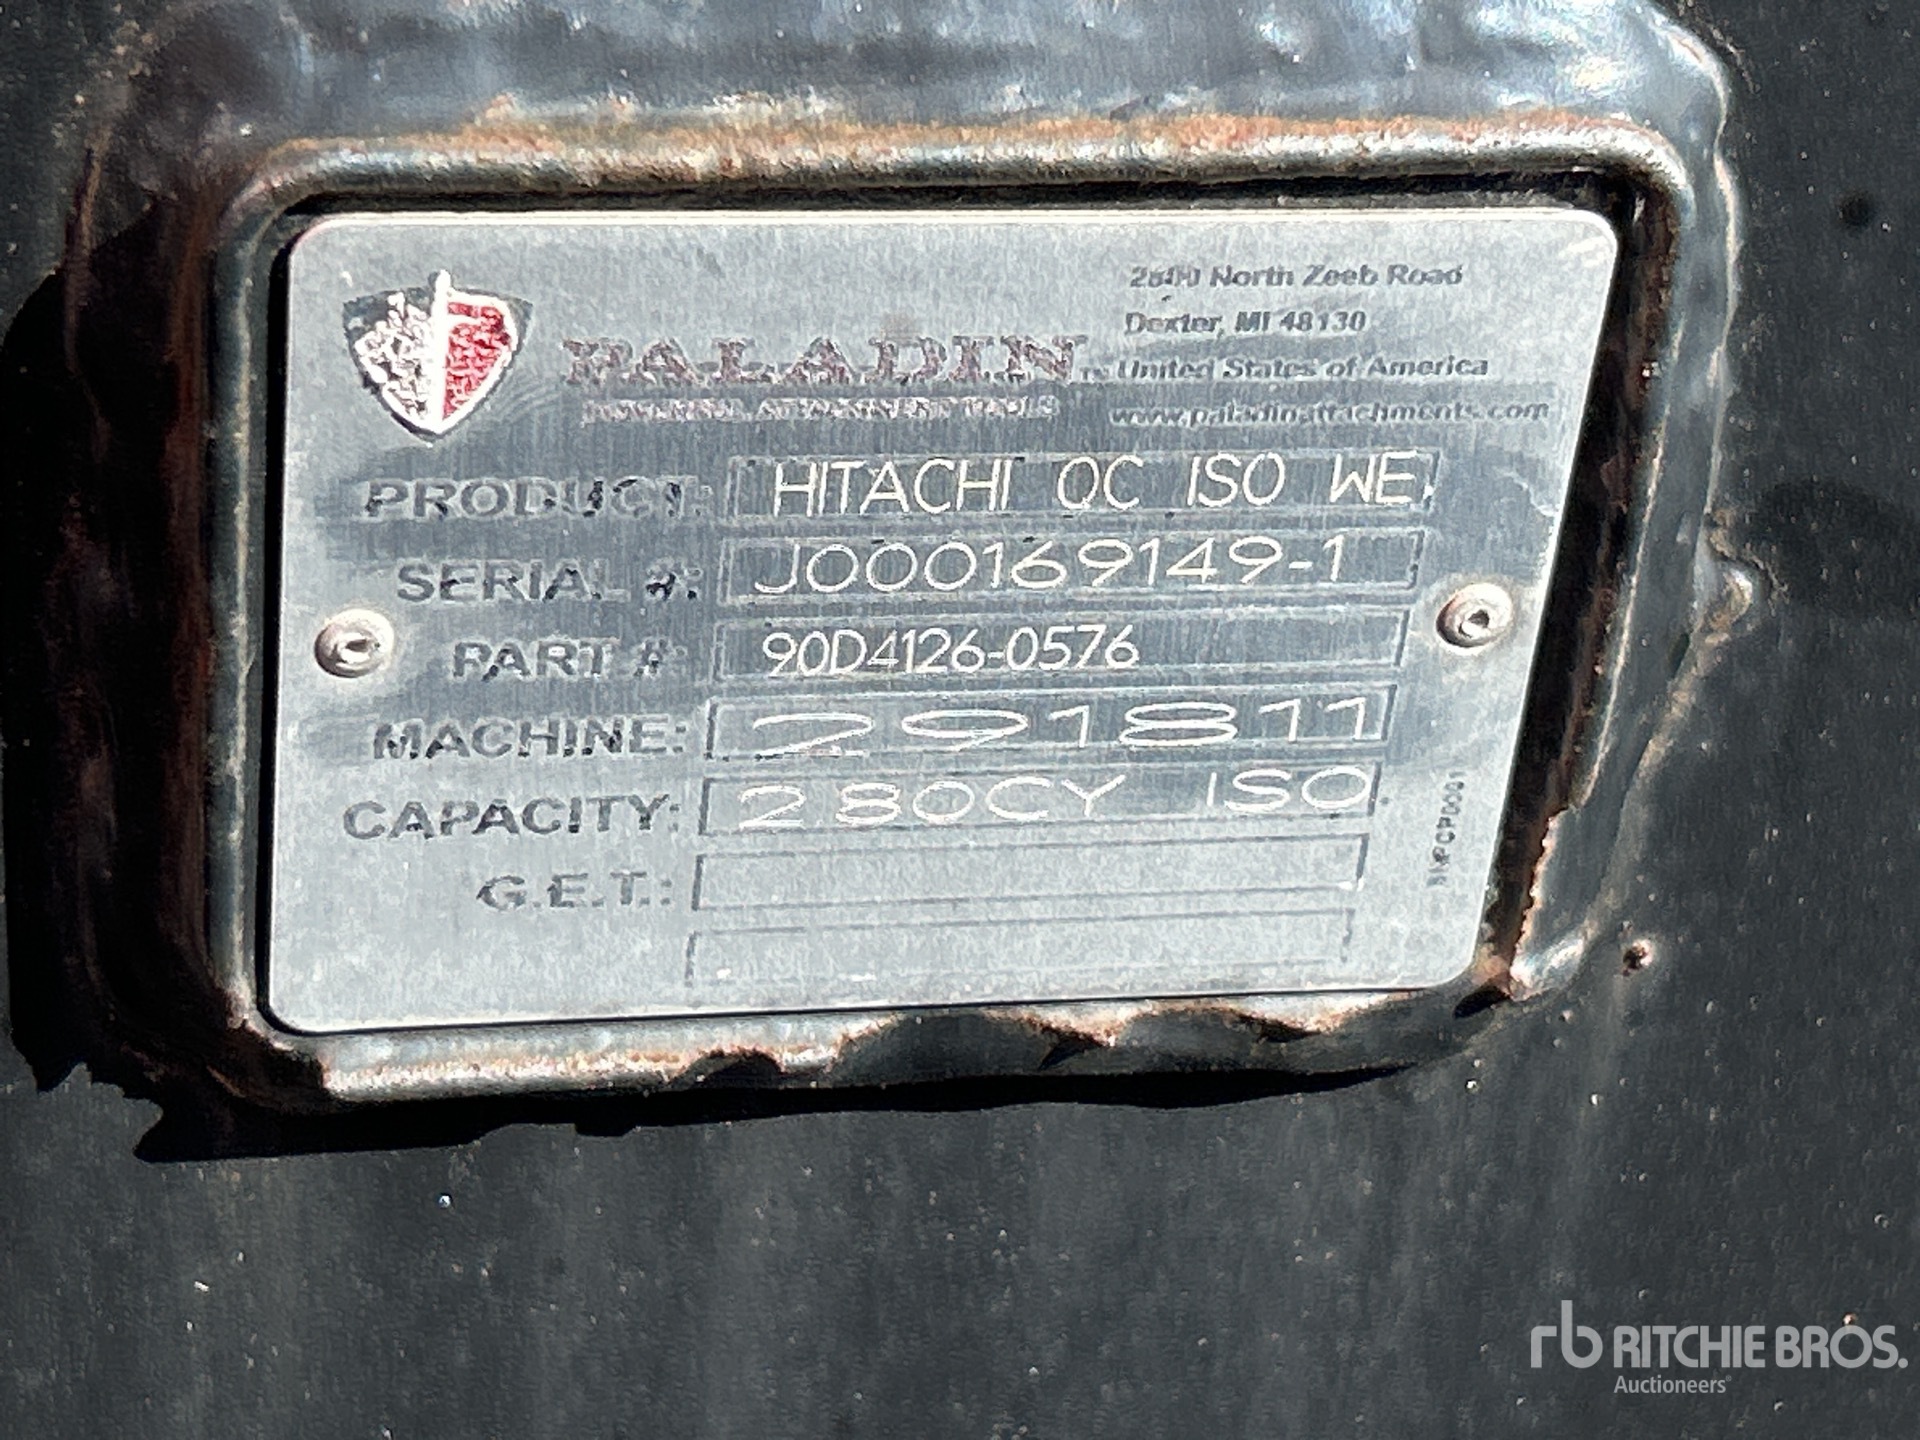 PALADIN
North Zeeb Road
Dexter, MI 48130
United States of America
www.paladinattachments.com
PRODUCT: HITACHI QC ISO WE.
SERIAL #: J000169149-1
PART #: 90D4126-0576
MACHINE: 291811
CAPACITY: 280CY ISO
G.E.T.:
rb RITCHIE BROS.
Auctioneers